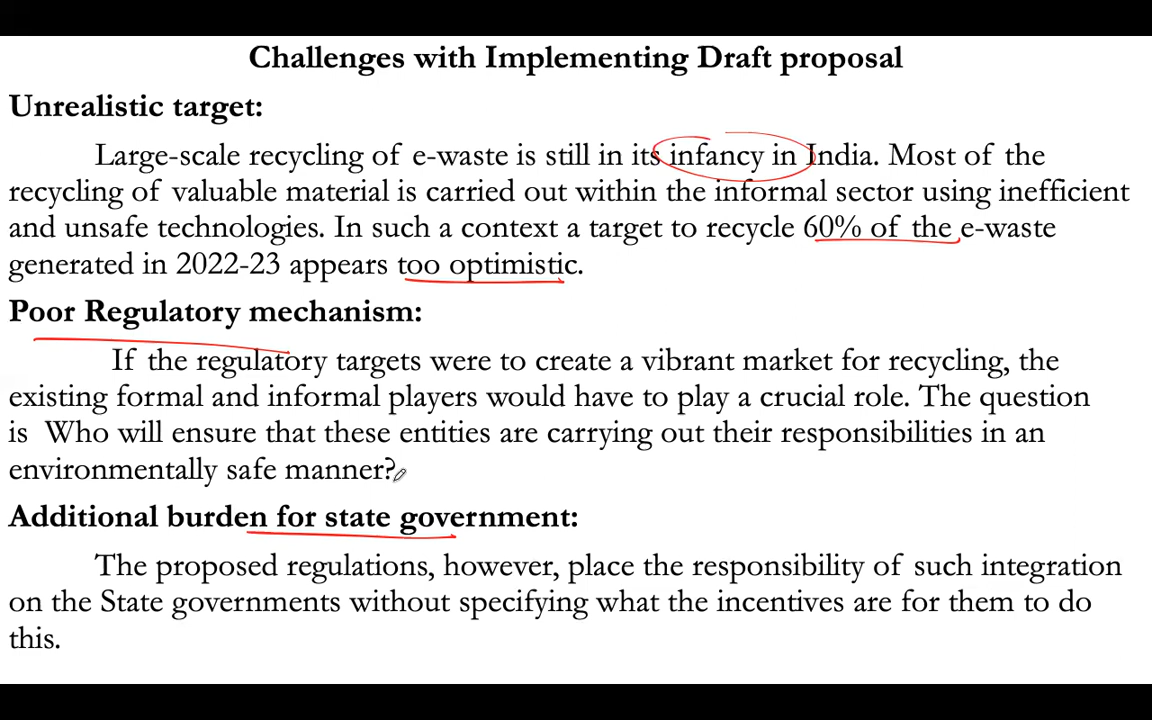 Challenges with Implementing Draft proposal
Unrealistic target:
Large-scale recycling of e-waste is still in its infancy in India. Most of the
recycling of valuable material is carried out within the informal sector using inefficient
and unsafe technologies. In such a context a target to recycle 60% of the e-waste
generated in 2022-23 appears too optimistic.
Poor Regulatory mechanism:
If the regulatory targets were to create a vibrant market for recycling, the
existing formal and informal players would have to play a crucial role. The question
is Who will ensure that these entities are carrying out their responsibilities in an
environmentally safe manner?
Additional burden for state government:
The proposed regulations, however, place the responsibility of such integration
on the State governments without specifying what the incentives are for them to do
this.